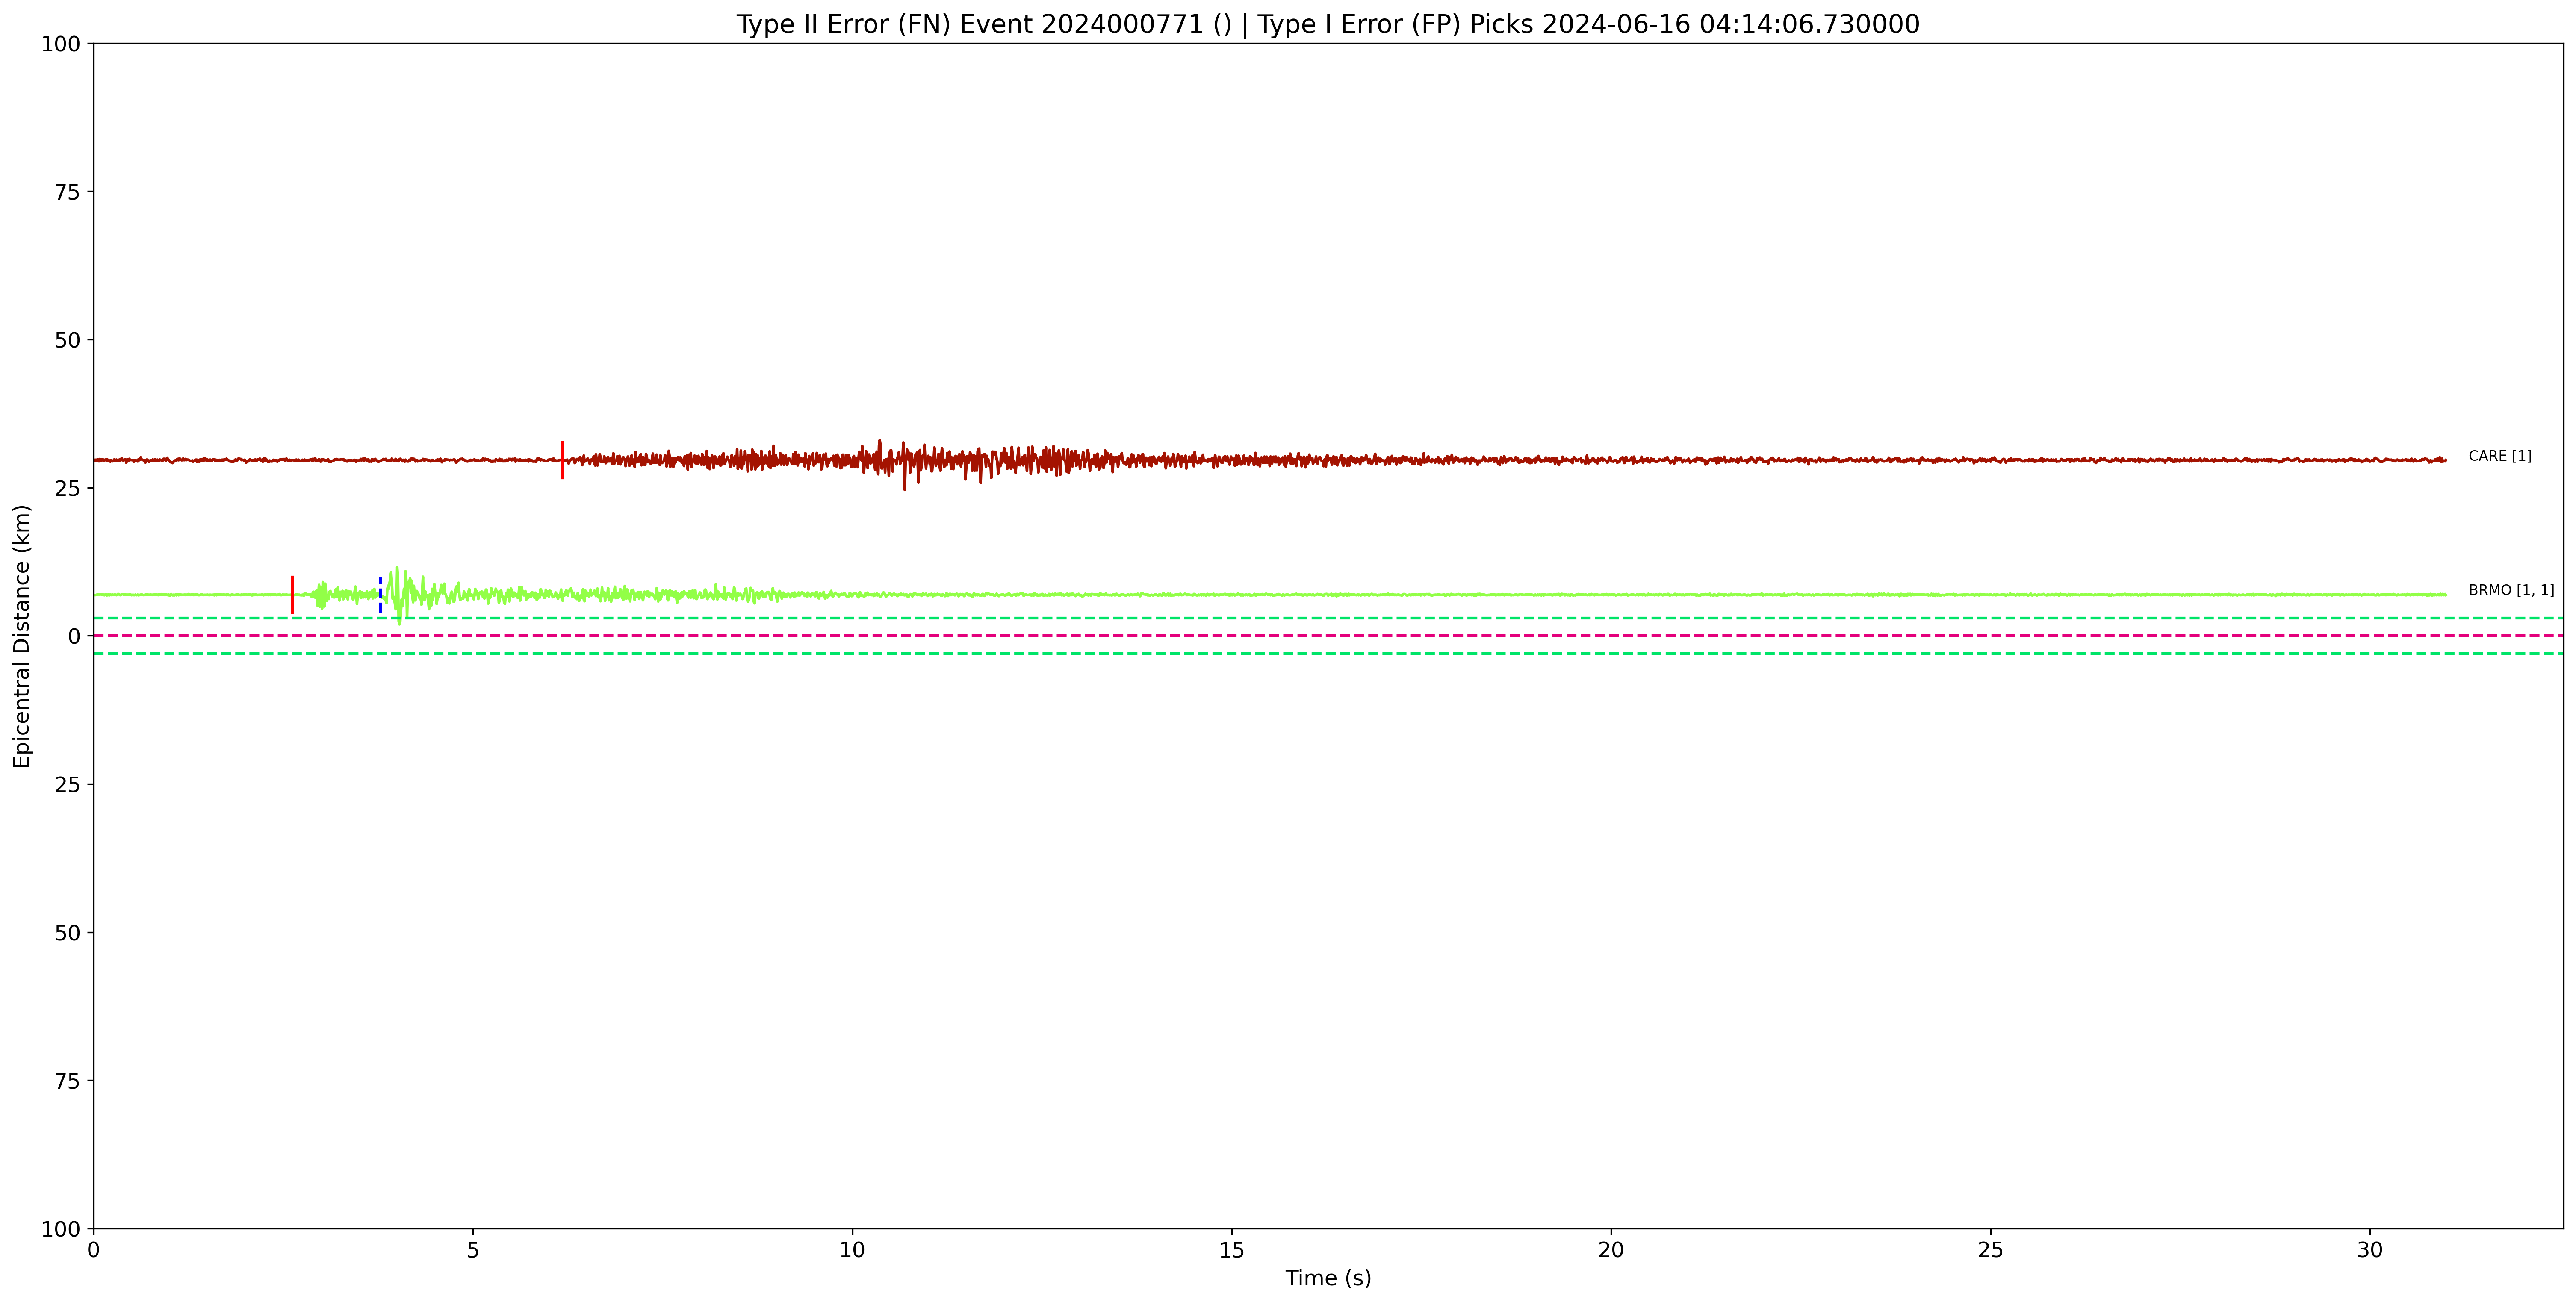 Type II Error (FN) Event 2024000771 () | Type I Error (FP) Picks 2024-06-16 04:14:06.730000
100
75
50
25
0
25
50
75
100
Epicentral Distance (km)
CARE [1]
BRMO [1, 1]
0 5 10 15 20 25 30
Time (s)